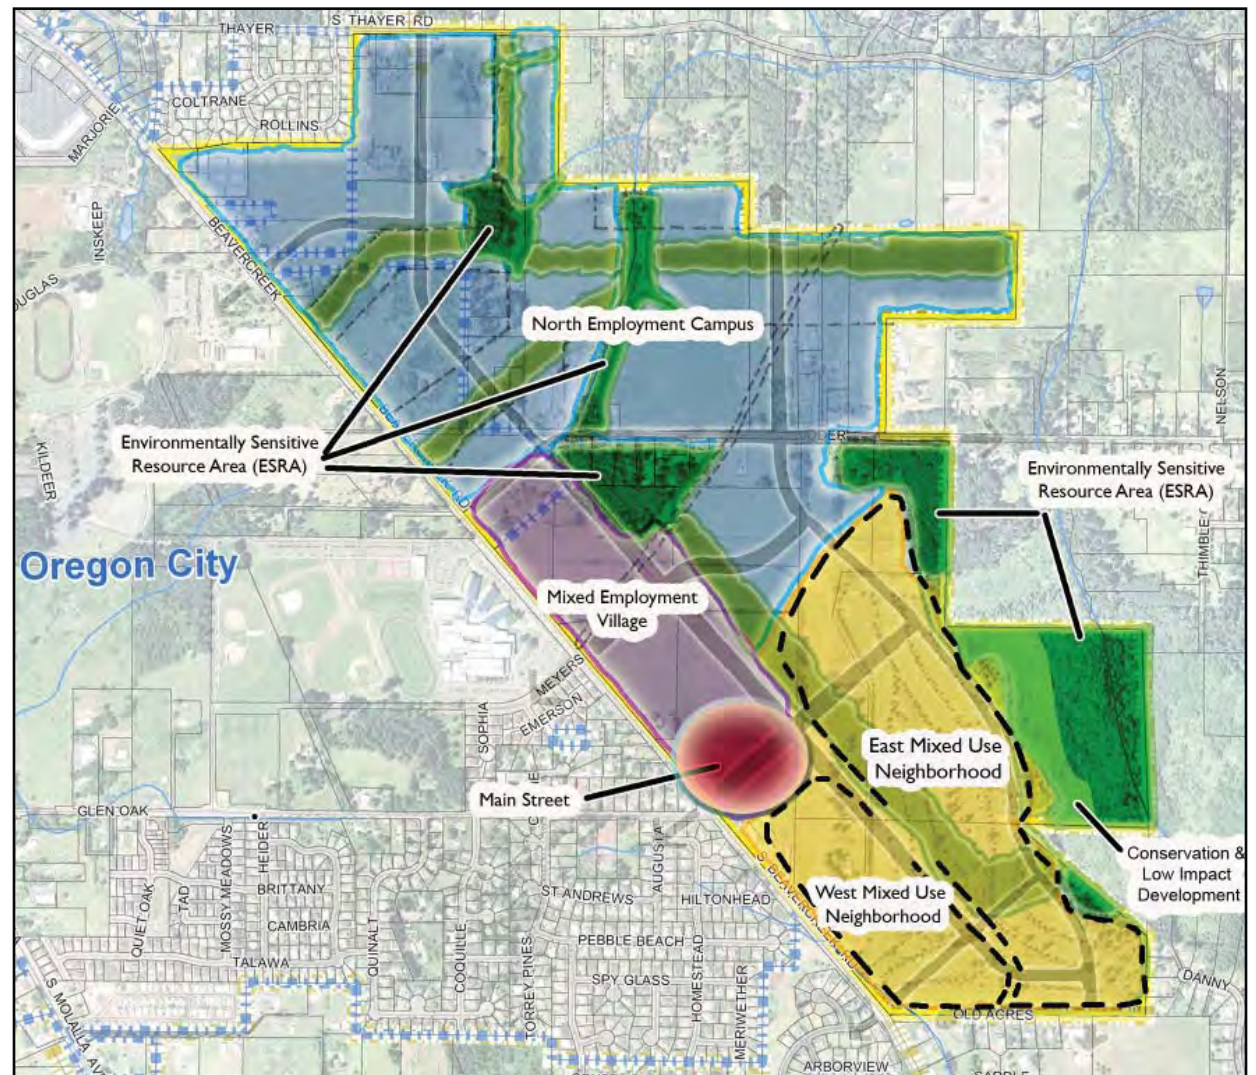 S THAYER RD
THAYER
COLTRANE
ROLLINS
MARJORIE
INSKEEP
BEAVERCREEK
DOUGLAS
North Employment Campus
NELSON
Environmentally Sensitive
Resource Area (ESRA)
KILDEER
RD
Environmentally Sensitive
Resource Area (ESRA)
THIMBLE
Oregon City
Mixed Employment
Village
MEYERS
EMERSON
SOPHIA
East Mixed Use
Neighborhood
Main Street
GLEN OAK
HEIDER
Conservation &
Low Impact
Development
QUIET OAK
TAD
MOSSY MEADOWS
BRITTANY
CAMBRIA
TALAWA
QUINALT
COQUILLE
ST ANDREWS
AUGUSTA
HILTONHEAD
S BEAVERCREEK RD
West Mixed Use
Neighborhood
PEBBLE BEACH
SPY GLASS
TORREY PINES
HOMESTEAD
MERIWETHER
DANNY
S MOLALLA AV
OLD ACRES
ARBORVIEW